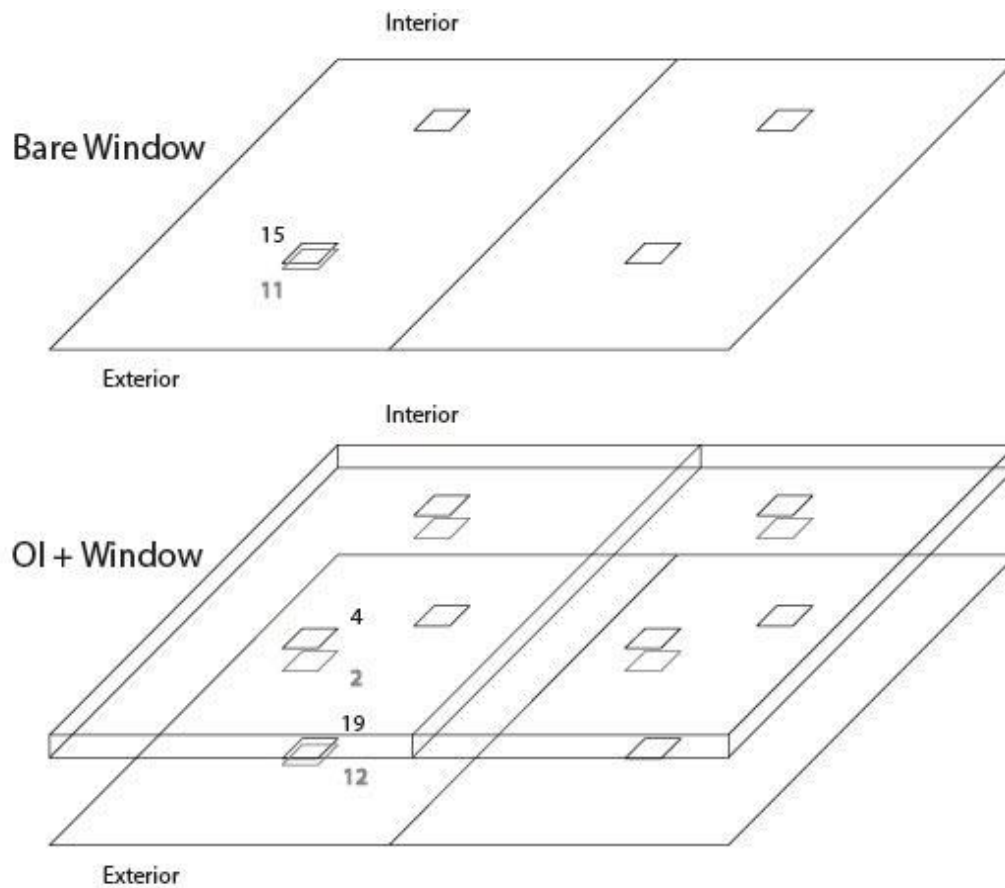 Interior
Bare Window
15
11
Exterior
Interior
OI + Window
4
2
19
12
Exterior